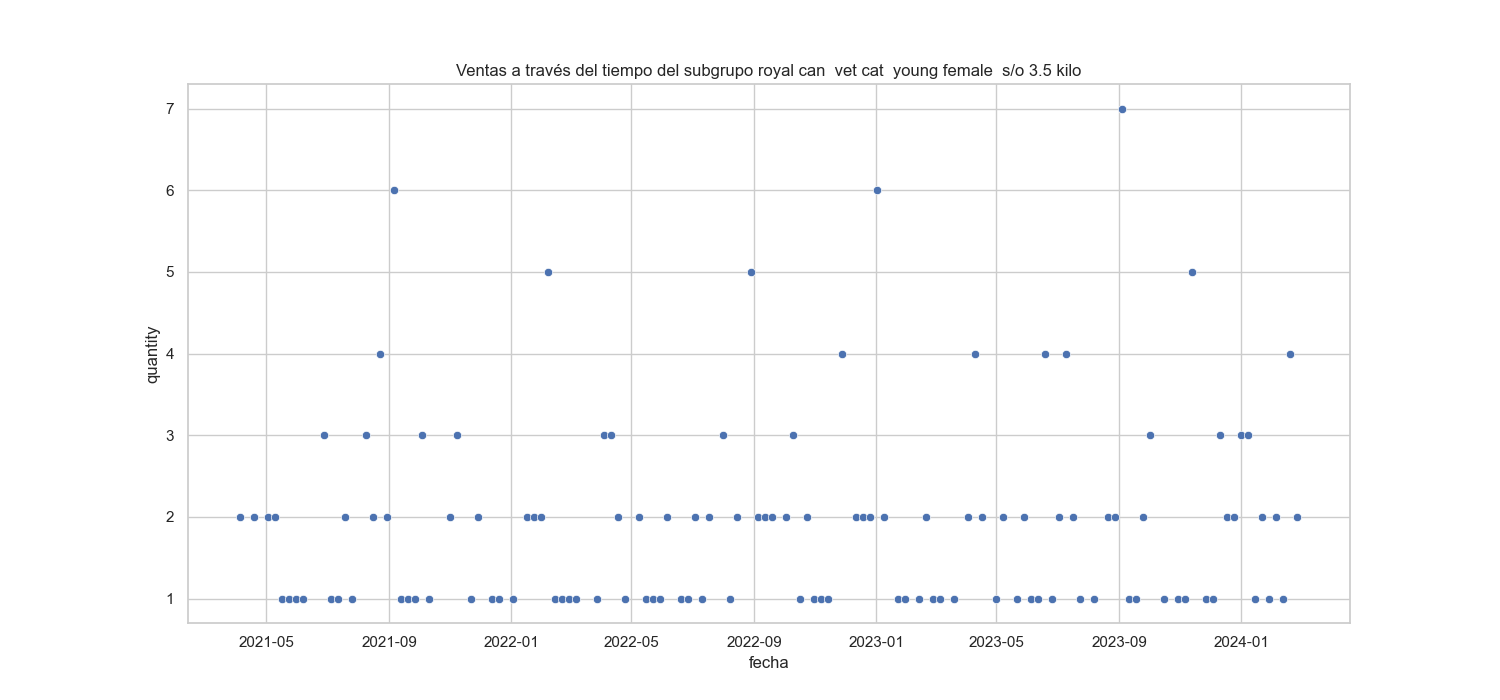 Ventas a través del tiempo del subgrupo royal can  vet cat  young female  s/o 3.5 kilo
7
6
5
4
3
2
1
quantity
2021-05 2021-09 2022-01 2022-05 2022-09 2023-01 2023-05 2023-09 2024-01
fecha